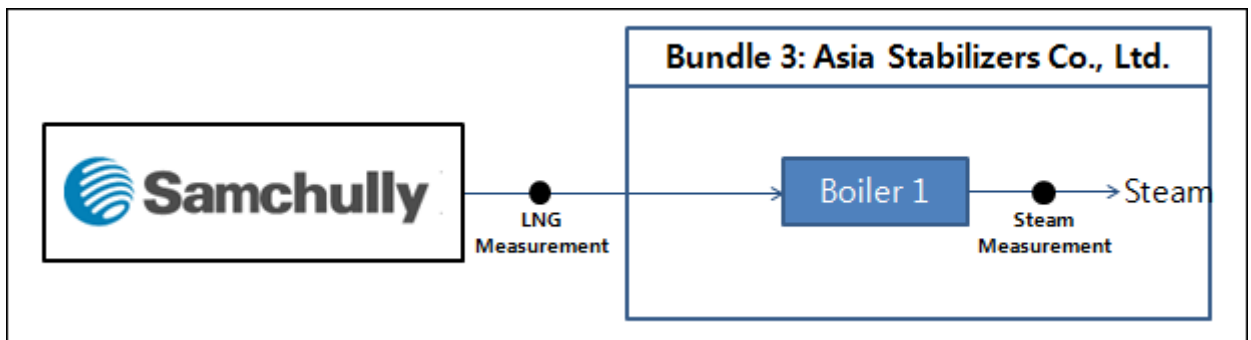 Bundle 3: Asia Stabilizers Co., Ltd.
Samchully
LNG
Measurement
Boiler 1
Steam
Measurement
Steam